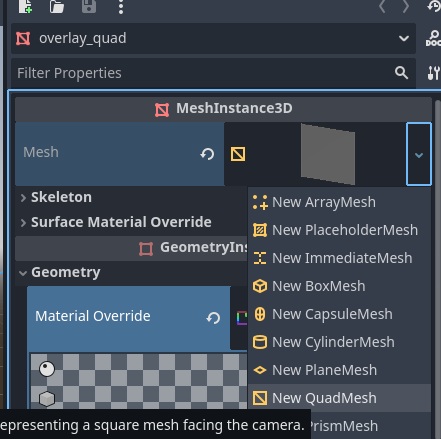 overlay_quad
DOC
Filter Properties
MeshInstance3D
Mesh
Skeleton
New ArrayMesh
Surface Material Override
New PlaceholderMesh
GeometryIns
New ImmediateMesh
Geometry
New BoxMesh
Material Override
New CapsuleMesh
New CylinderMesh
New PlaneMesh
New QuadMesh
epresenting a square mesh facing the camera.
PrismMesh